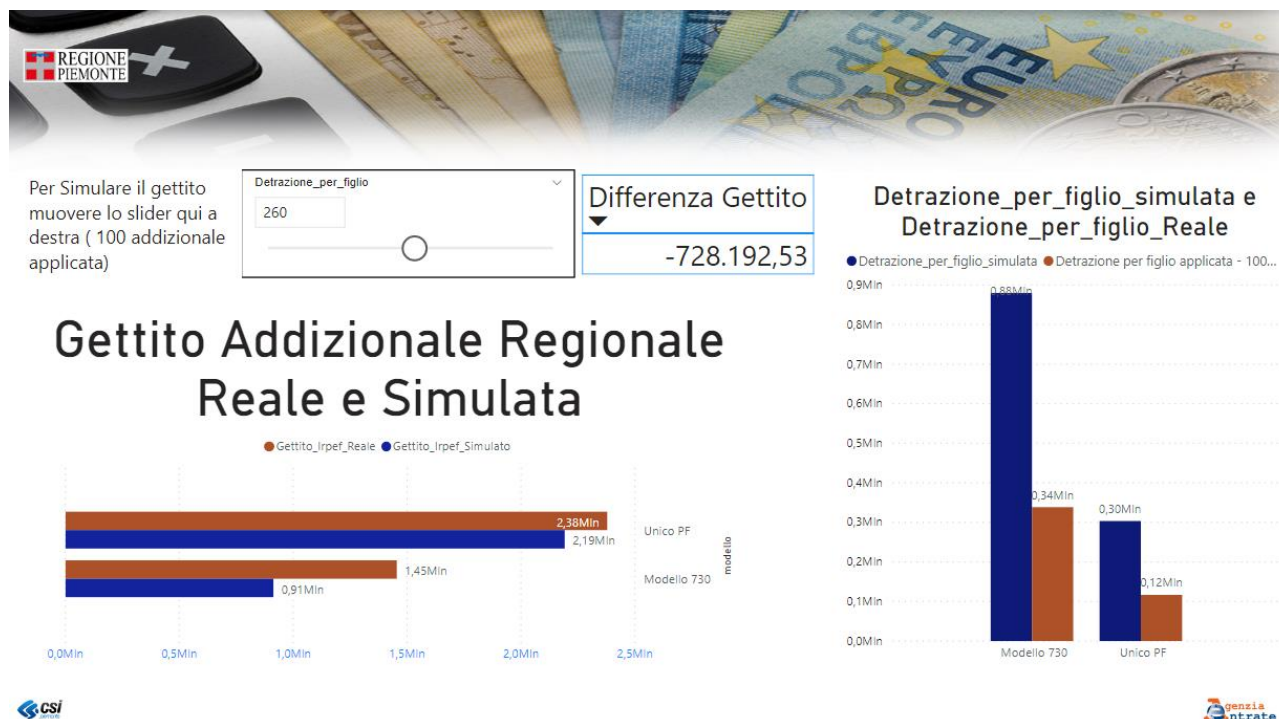 REGIONE
PIEMONTE
EURO
Per Simulare il gettito
muovere lo slider qui a
destra ( 100 addizionale
applicata)
Detrazione_per_figlio
260
Differenza Gettito
-728.192,53
Detrazione_per_figlio_simulata e
Detrazione_per_figlio_Reale
Detrazione_per_figlio_simulata Detrazione per figlio applicata - 100...
0,9Mln
0,88Mln
0,8Mln
0,7Mln
0,6Mln
0,5Mln
0,4Mln
0,34Mln
0,30Mln
0,3Mln
0,2Mln
0,12Mln
0,1Mln
0,0Mln
Modello 730 Unico PF
Gettito Addizionale Regionale
Reale e Simulata
Gettito_Irpef_Reale Gettito_Irpef_Simulato
2,38Mln
Unico PF
2,19Mln
modello
1,45Mln
Modello 730
0,91Mln
0,0Mln 0,5Mln 1,0Mln 1,5Mln 2,0Mln 2,5Mln
csi
genzia
ntrate